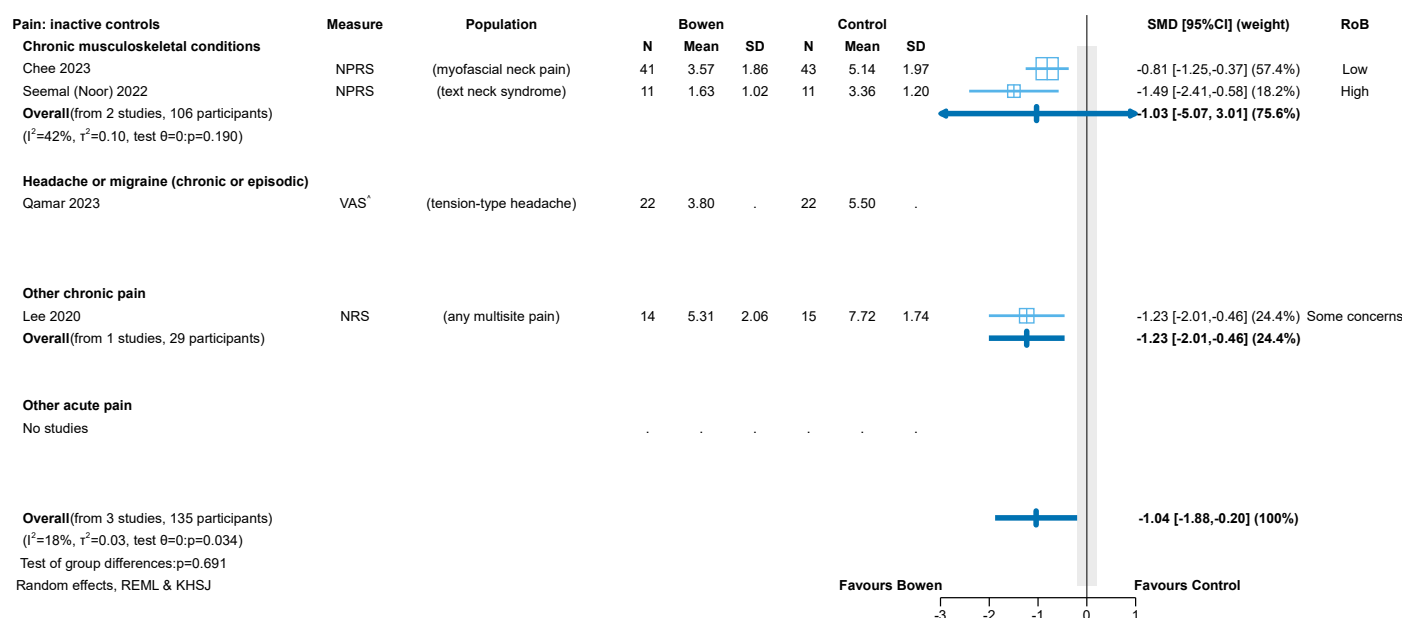 Pain: inactive controls Measure Population Bowen Control SMD [95%CI] (weight) RoB
Chronic musculoskeletal conditions N Mean SD N Mean SD
Chee 2023 NPRS (myofascial neck pain) 41 3.57 1.86 43 5.14 1.97 -0.81 [-1.25,-0.37] (57.4%) Low
Seemal (Noor) 2022 NPRS (text neck syndrome) 11 1.63 1.02 11 3.36 1.20 -1.49 [-2.41,-0.58] (18.2%) High
Overall(from 2 studies, 106 participants) -1.03 [-5.07, 3.01] (75.6%)
(I²=42%, τ²=0.10, test θ=0:p=0.190)
Headache or migraine (chronic or episodic)
Qamar 2023 VAS^ (tension-type headache) 22 3.80 . 22 5.50 .
Other chronic pain
Lee 2020 NRS (any multisite pain) 14 5.31 2.06 15 7.72 1.74 -1.23 [-2.01,-0.46] (24.4%) Some concerns
Overall(from 1 studies, 29 participants) -1.23 [-2.01,-0.46] (24.4%)
Other acute pain
No studies . . . . . .
Overall(from 3 studies, 135 participants) -1.04 [-1.88,-0.20] (100%)
(I²=18%, τ²=0.03, test θ=0:p=0.034)
Test of group differences:p=0.691
Random effects, REML & KHSJ Favours Bowen Favours Control
-3 -2 -1 0 1